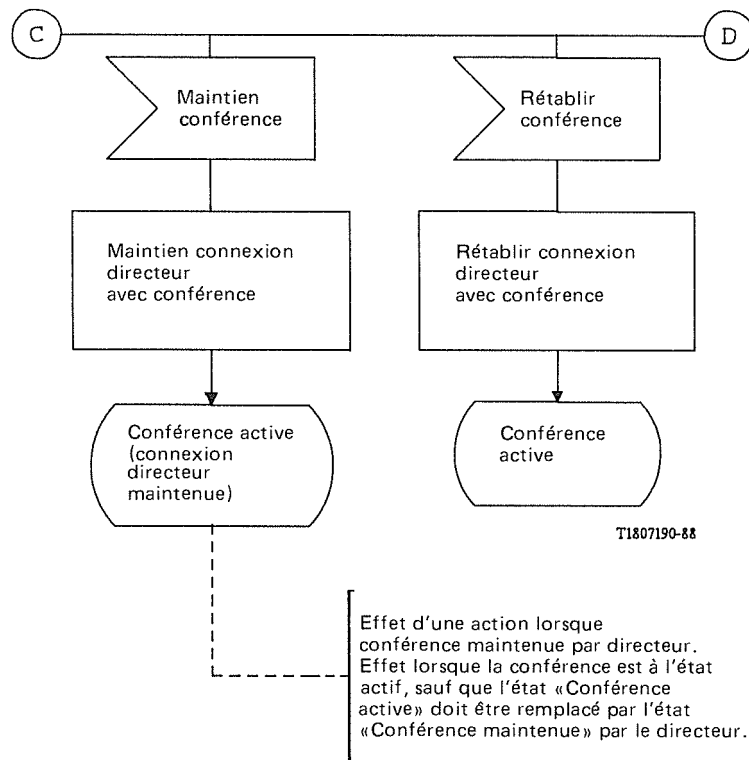 C
D
Maintien
conférence
Rétablir
conférence
Maintien connexion
directeur
avec conférence
Rétablir connexion
directeur
avec conférence
Conférence active
(connexion
directeur
maintenue)
Conférence
active
T1807190-88
Effet d'une action lorsque
conférence maintenue par directeur.
Effet lorsque la conférence est à l'état
actif, sauf que l'état «Conférence
active» doit être remplacé par l'état
«Conférence maintenue» par le directeur.